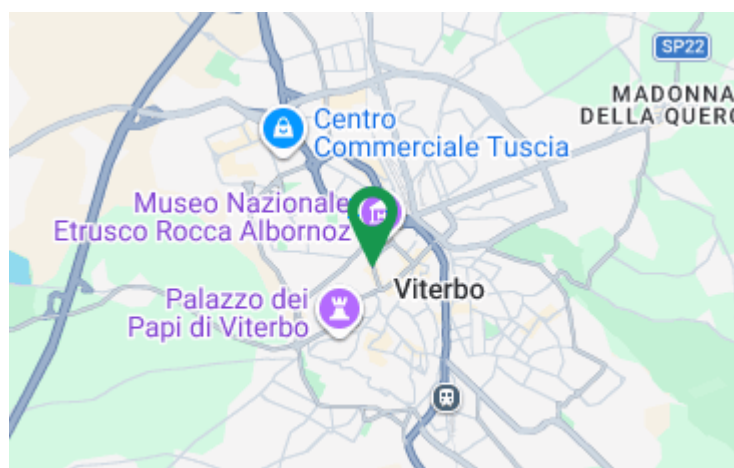 SP22
MADONNA
DELLA QUERC
Centro
Commerciale Tuscia
Museo Nazionale
Etrusco Rocca Albornoz
Viterbo
Palazzo dei
Papi di Viterbo